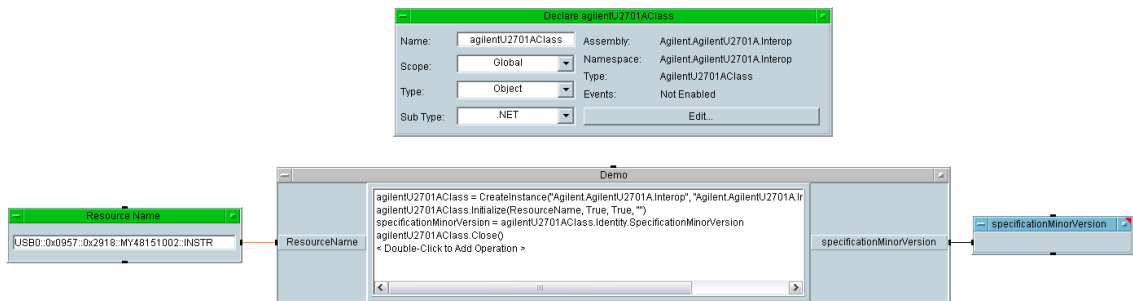 Declare agilentU2701AClass
Name: agilentU2701AClass Assembly: Agilent.AgilentU2701A.Interop
Scope: Global Namespace: Agilent.AgilentU2701A.Interop
Type: Object Type: AgilentU2701AClass
Events: Not Enabled
Sub Type: .NET Edit...
Demo
agilentU2701AClass = CreateInstance("Agilent.AgilentU2701A.Interop", "Agilent.AgilentU2701A.Ir
agilentU2701AClass.Initialize(ResourceName, True, True, "")
specificationMinorVersion = agilentU2701AClass.Identity.SpecificationMinorVersion
agilentU2701AClass.Close()
< Double-Click to Add Operation >
Resource Name
USB0::0x0957::0x2918::MY48151002::INSTR
ResourceName
specificationMinorVersion
specificationMinorVersion